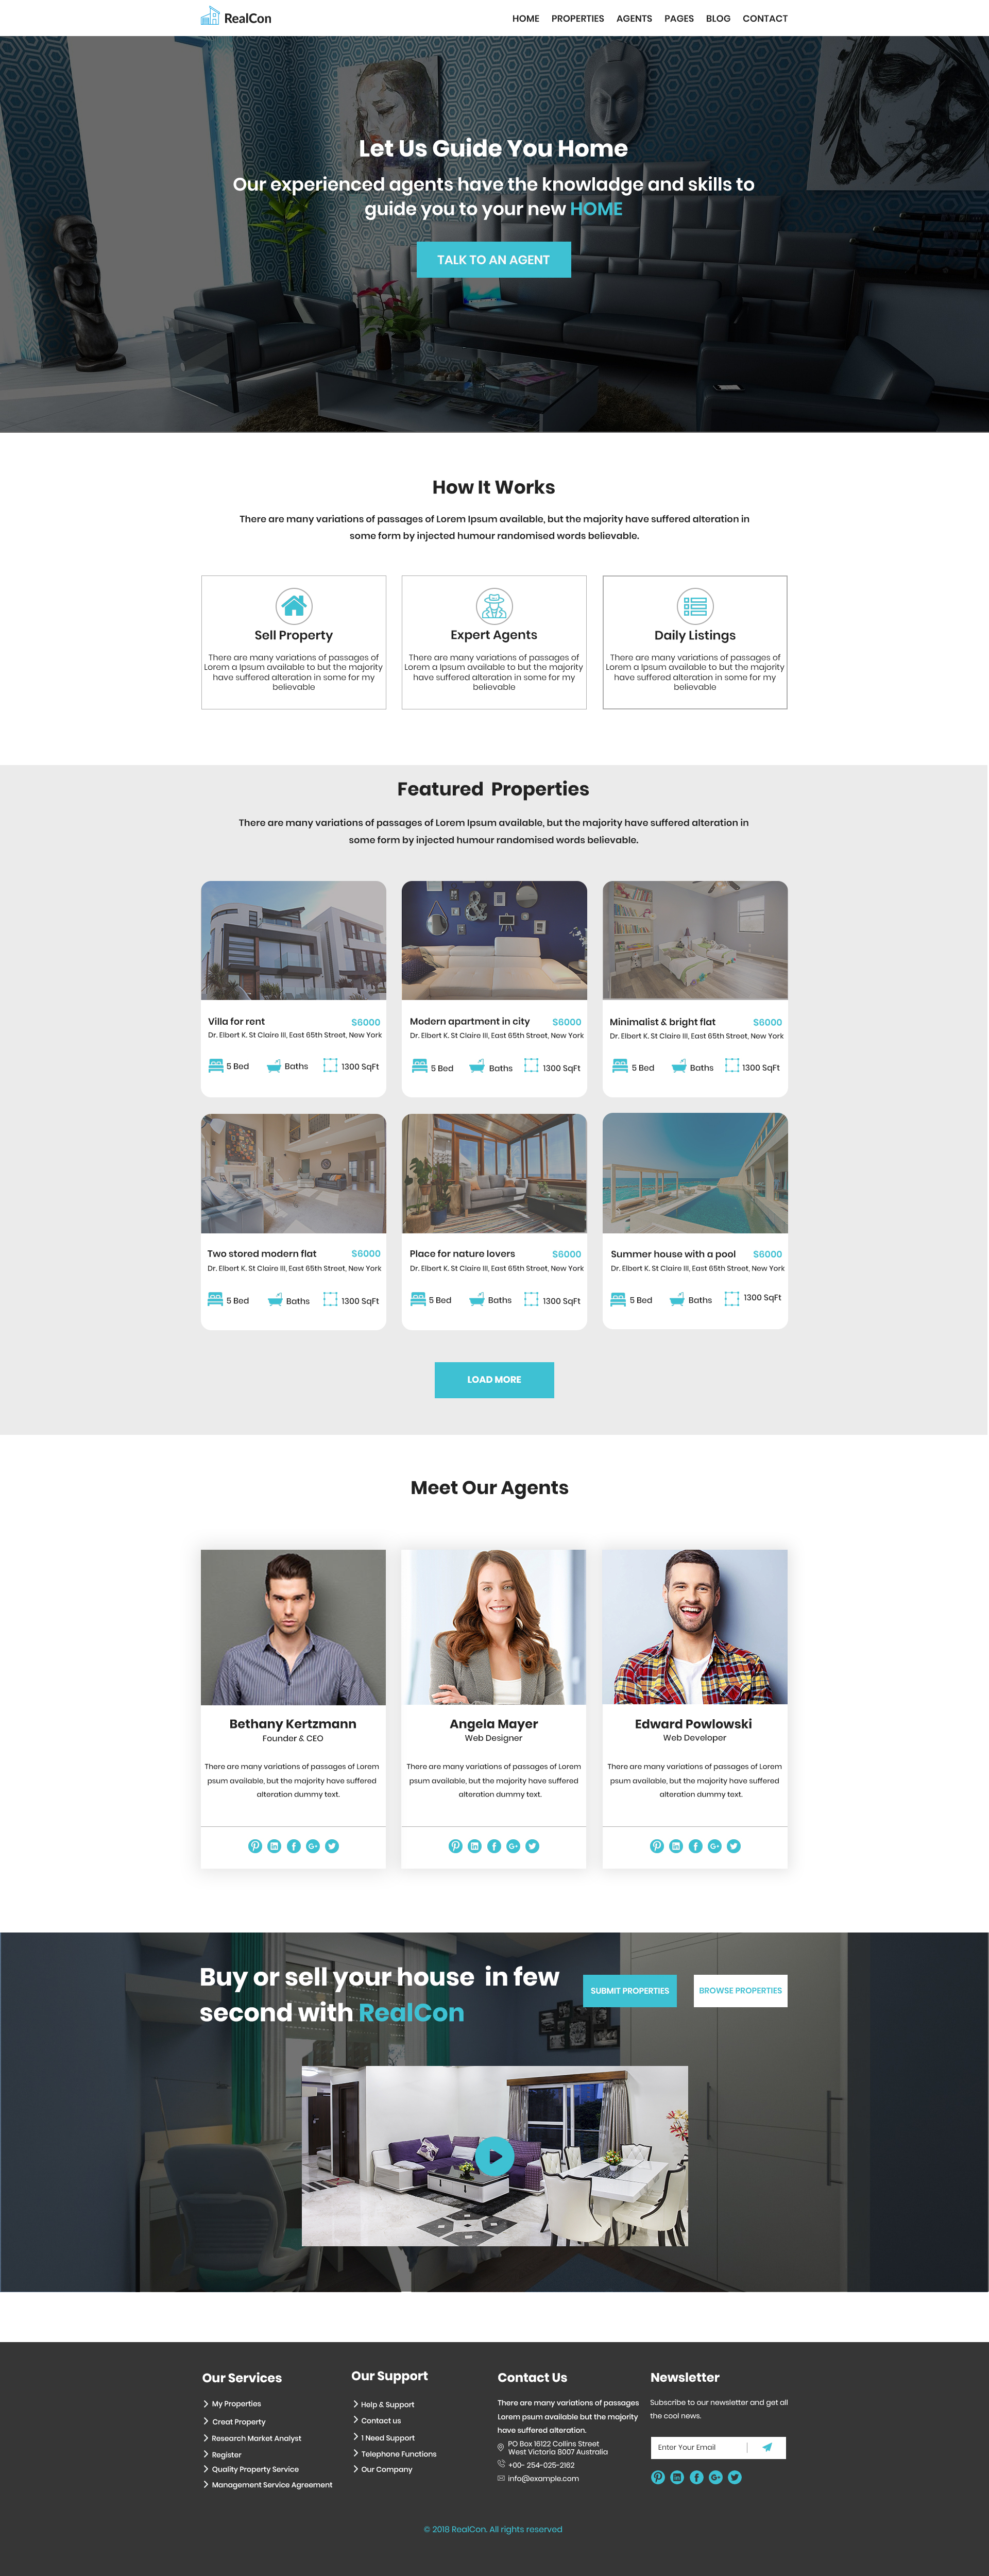 RealCon
HOME PROPERTIES AGENTS PAGES BLOG CONTACT
Let Us Guide You Home
Our experienced agents have the knowladge and skills to
guide you to your new HOME
TALK TO AN AGENT
How It Works
There are many variations of passages of Lorem Ipsum available, but the majority have suffered alteration in
some form by injected humour randomised words believable.
Sell Property
There are many variations of passages of
Lorem a Ipsum available to but the majority
have suffered alteration in some for my
believable
Expert Agents
There are many variations of passages of
Lorem a Ipsum available to but the majority
have suffered alteration in some for my
believable
Daily Listings
There are many variations of passages of
Lorem a Ipsum available to but the majority
have suffered alteration in some for my
believable
Featured Properties
There are many variations of passages of Lorem Ipsum available, but the majority have suffered alteration in
some form by injected humour randomised words believable.
Villa for rent $6000
Dr. Elbert K. St Claire III, East 65th Street, New York
5 Bed Baths 1300 SqFt
Modern apartment in city $6000
Dr. Elbert K. St Claire III, East 65th Street, New York
5 Bed Baths 1300 SqFt
Minimalist & bright flat $6000
Dr. Elbert K. St Claire III, East 65th Street, New York
5 Bed Baths 1300 SqFt
Two stored modern flat $6000
Dr. Elbert K. St Claire III, East 65th Street, New York
5 Bed Baths 1300 SqFt
Place for nature lovers $6000
Dr. Elbert K. St Claire III, East 65th Street, New York
5 Bed Baths 1300 SqFt
Summer house with a pool $6000
Dr. Elbert K. St Claire III, East 65th Street, New York
5 Bed Baths 1300 SqFt
LOAD MORE
Meet Our Agents
Bethany Kertzmann
Founder & CEO
There are many variations of passages of Lorem
psum available, but the majority have suffered
alteration dummy text.
Angela Mayer
Web Designer
There are many variations of passages of Lorem
psum available, but the majority have suffered
alteration dummy text.
Edward Powlowski
Web Developer
There are many variations of passages of Lorem
psum available, but the majority have suffered
alteration dummy text.
Buy or sell your house in few
second with RealCon
SUBMIT PROPERTIES
BROWSE PROPERTIES
Our Services
My Properties
Creat Property
Research Market Analyst
Register
Quality Property Service
Management Service Agreement
Our Support
Help & Support
Contact us
1 Need Support
Telephone Functions
Our Company
Contact Us
There are many variations of passages
Lorem psum available but the majority
have suffered alteration.
PO Box 16122 Collins Street
West Victoria 8007 Australia
+00- 254-025-2162
info@example.com
Newsletter
Subscribe to our newsletter and get all
the cool news.
Enter Your Email
© 2018 RealCon. All rights reserved